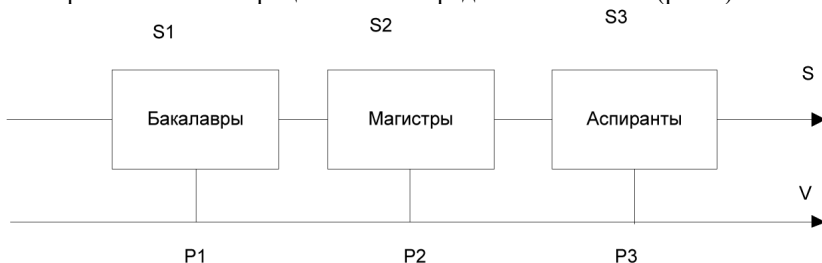 S1 S2 S3
S
Бакалавры Магистры Аспиранты
V
P1 P2 P3